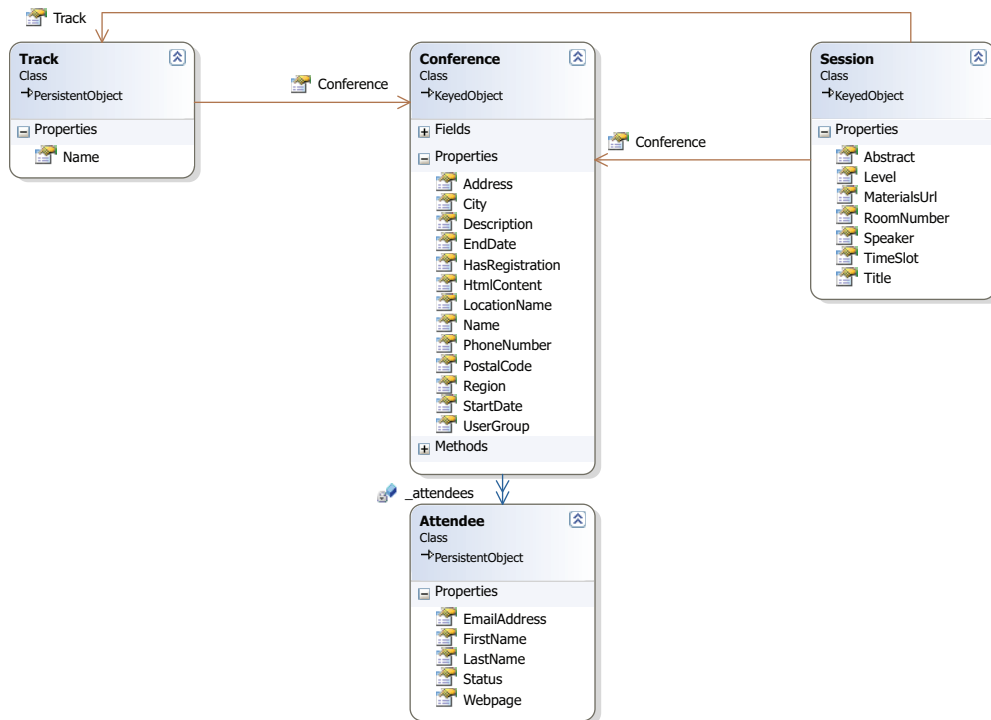 Track
Track
Class
PersistentObject
Properties
Name
Conference
Conference
Class
KeyedObject
Fields
Properties
Address
City
Description
EndDate
HasRegistration
HtmlContent
LocationName
Name
PhoneNumber
PostalCode
Region
StartDate
UserGroup
Methods
Conference
Session
Class
KeyedObject
Properties
Abstract
Level
MaterialsUrl
RoomNumber
Speaker
TimeSlot
Title
_attendees
Attendee
Class
PersistentObject
Properties
EmailAddress
FirstName
LastName
Status
Webpage